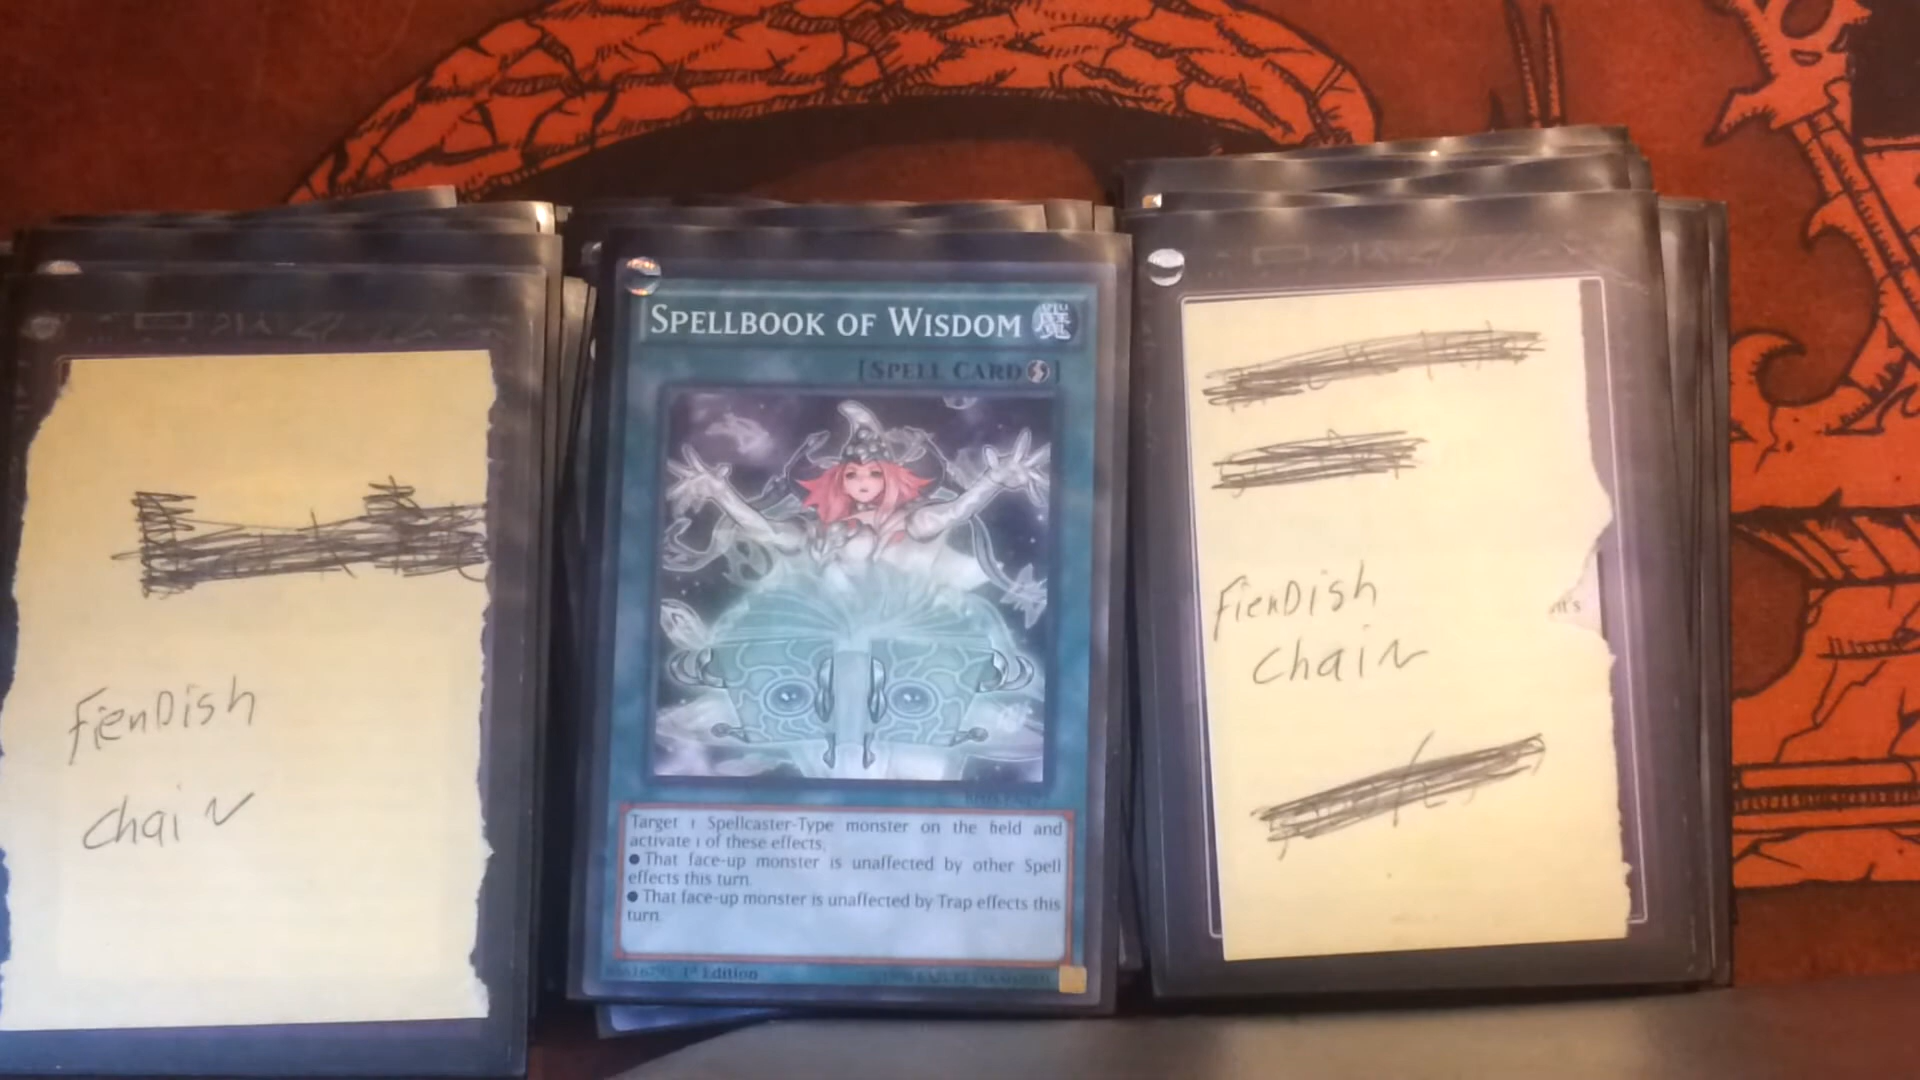 FienDish
chaiN
SPELLBOOK OF WISDOM 魔
[SPELL CARD]
Target 1 Spellcaster-Type monster on the field and
activate 1 of these effects.
● That face-up monster is unaffected by other Spell
effects this turn.
● That face-up monster is unaffected by Trap effects this
turn.
1st Edition
FienDish
chaiN
nt's